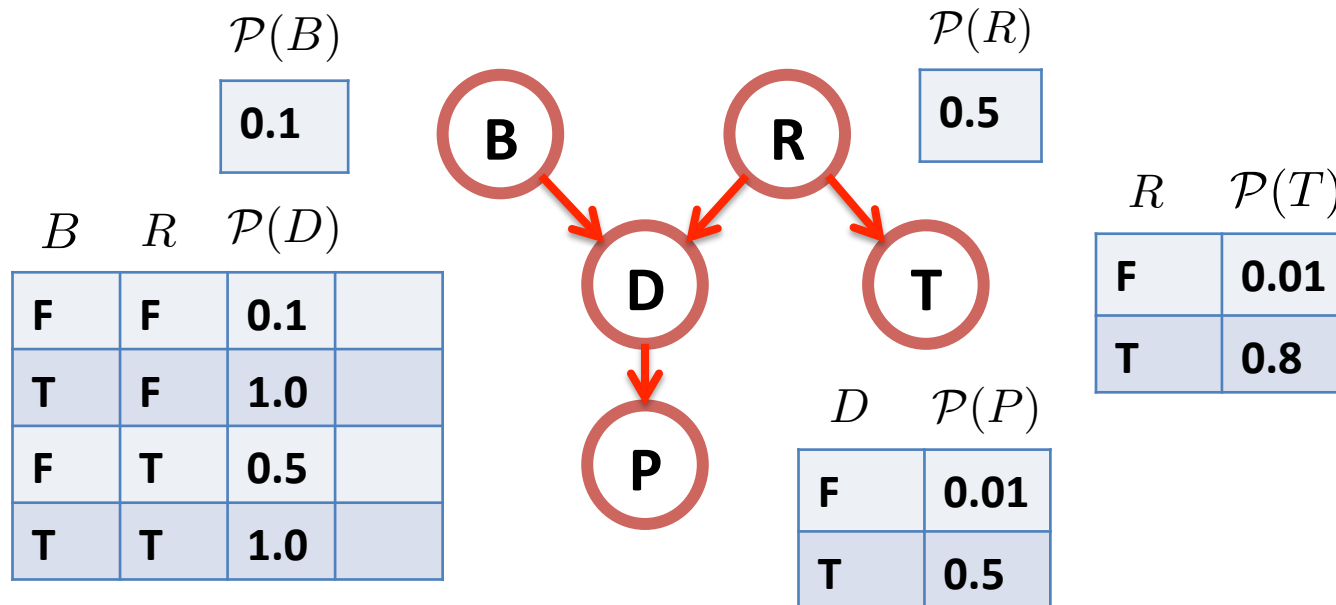 P(B)
0.1
B
R
P(R)
0.5
B R P(D)
F F 0.1
T F 1.0
F T 0.5
T T 1.0
D
T
P
R P(T)
F 0.01
T 0.8
D P(P)
F 0.01
T 0.5